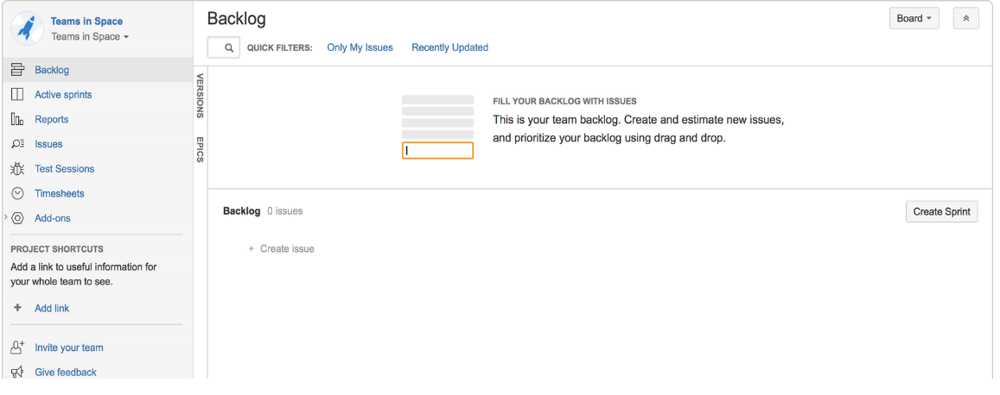 Teams in Space
Teams in Space
Backlog
Active sprints
Reports
Issues
Test Sessions
Timesheets
Add-ons
PROJECT SHORTCUTS
Add a link to useful information for
your whole team to see.
Add link
Invite your team
Give feedback
Backlog
Board
QUICK FILTERS: Only My Issues Recently Updated
VERSIONS
EPICS
FILL YOUR BACKLOG WITH ISSUES
This is your team backlog. Create and estimate new issues,
and prioritize your backlog using drag and drop.
Backlog 0 issues
Create Sprint
+ Create issue